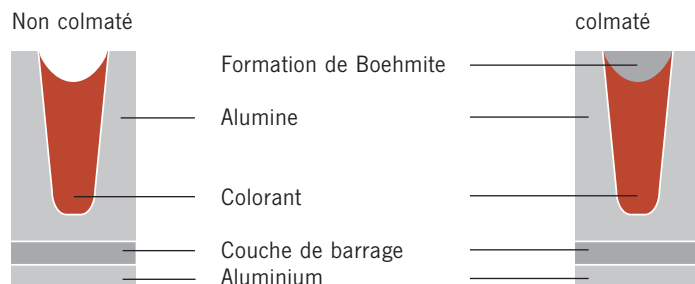 Non colmaté
colmaté
Formation de Boehmite
Alumine
Colorant
Couche de barrage
Aluminium